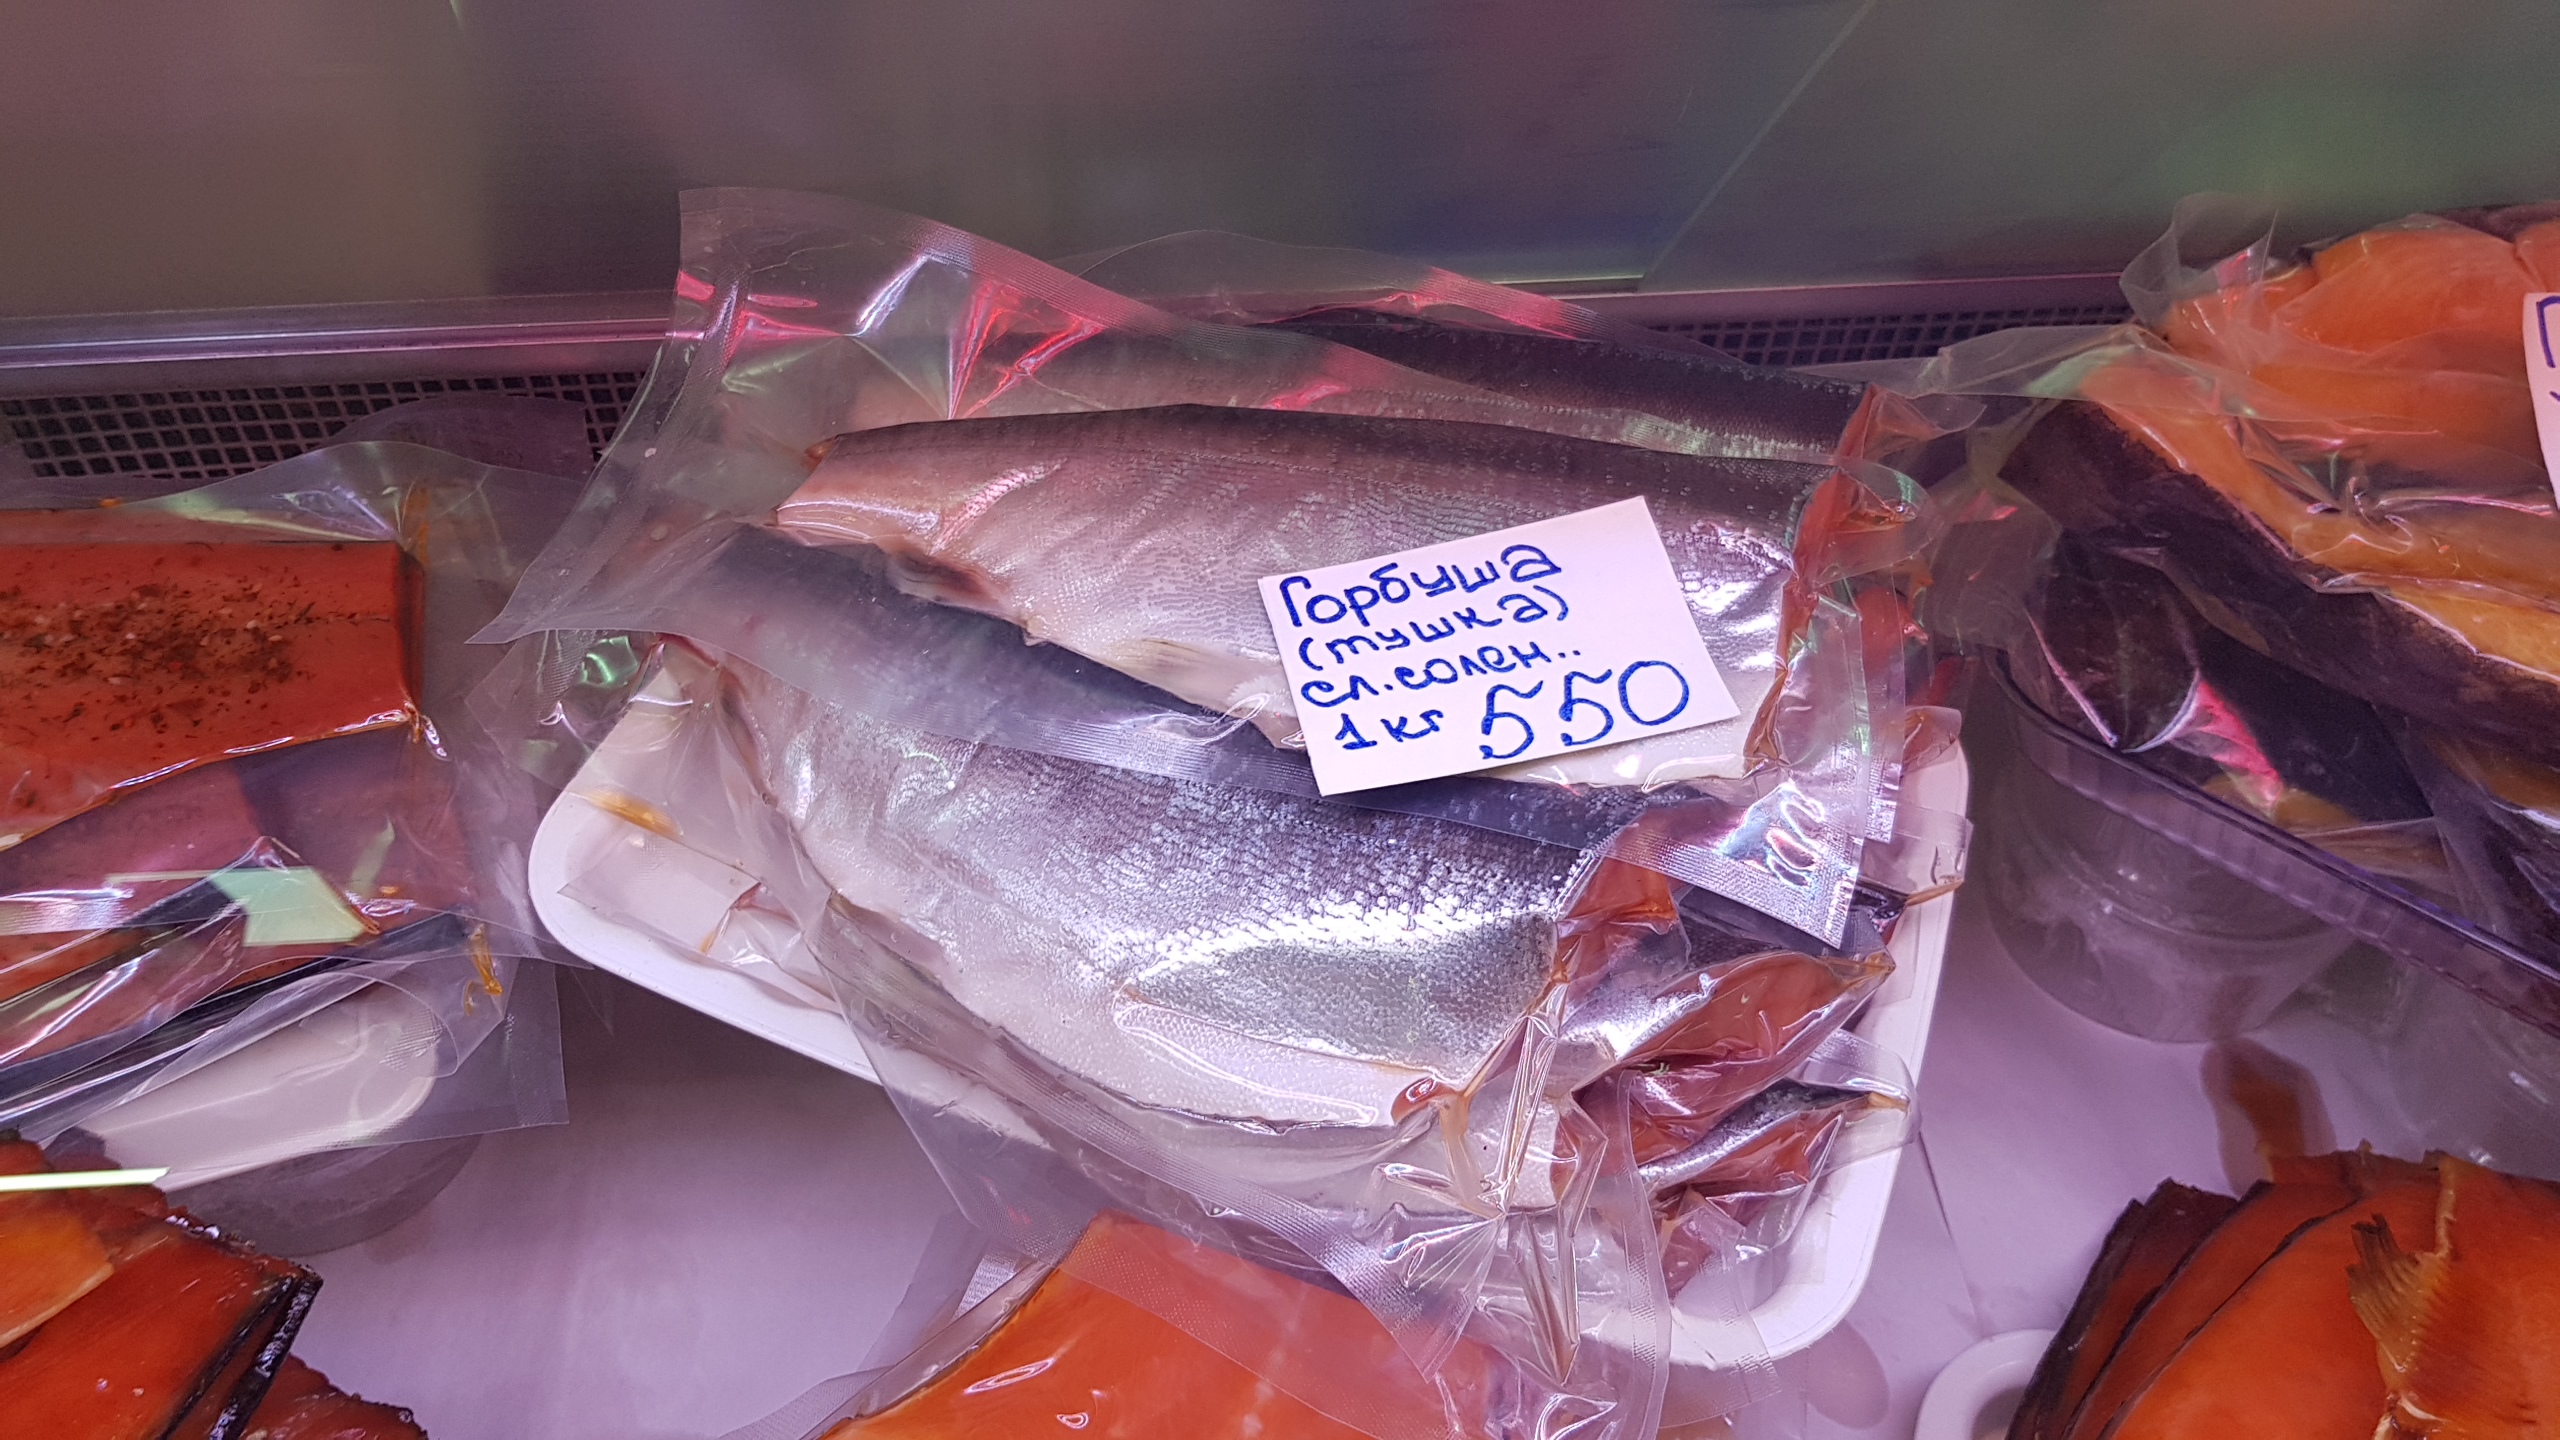 Горбуша
(тушка)
сл.солен..
1кг 550